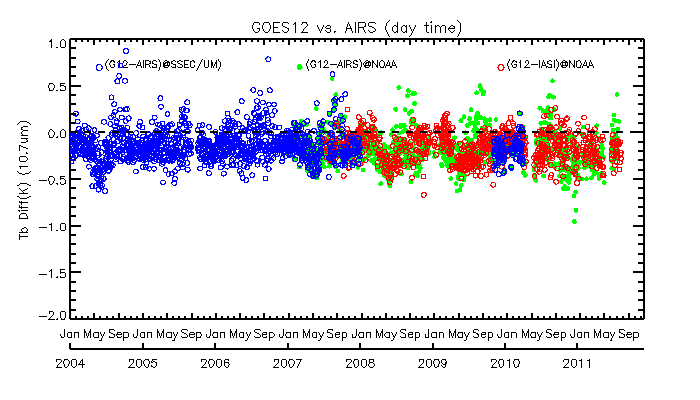 GOES12 vs. AIRS (day time)
1.0
(G12-AIRS)@SSEC/UM) (G12-AIRS)@NOAA (G12-IASI)@NOAA
0.5
0.0
-0.5
-1.0
-1.5
-2.0
Tb Diff(K) (10.7um)
Jan May Sep Jan May Sep Jan May Sep Jan May Sep Jan May Sep Jan May Sep Jan May Sep Jan May Sep
2004 2005 2006 2007 2008 2009 2010 2011